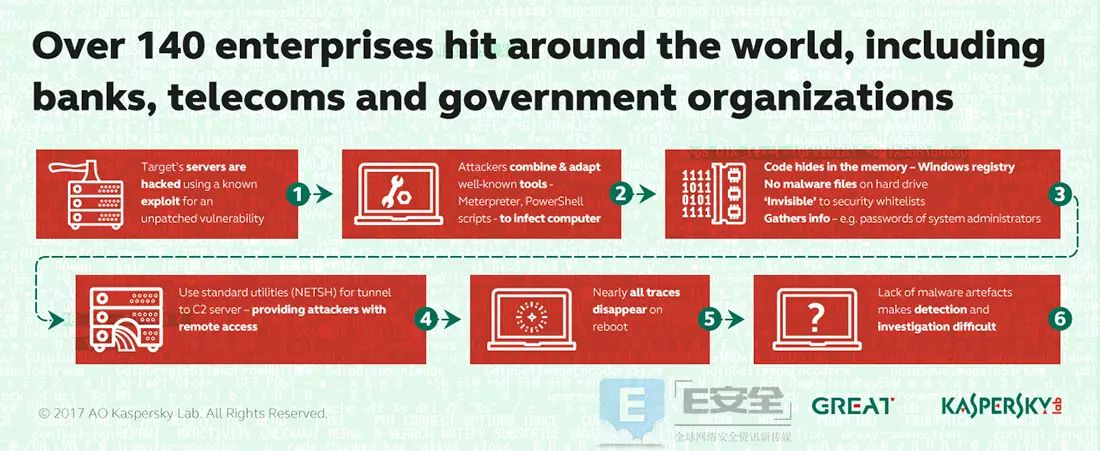 Over 140 enterprises hit around the world, including
banks, telecoms and government organizations
Target's servers are
hacked using a known
exploit for an
unpatched vulnerability
1
Attackers combine & adapt
well-known tools -
Meterpreter, PowerShell
scripts - to infect computer
2
1111
1011
0101
1111
Code hides in the memory – Windows registry
No malware files on hard drive
'Invisible' to security whitelists
Gathers info – e.g. passwords of system administrators
3
Use standard utilities (NETSH) for tunnel
to C2 server – providing attackers with
remote access
4
Nearly all traces
disappear on
reboot
5
?
Lack of malware artefacts
makes detection and
investigation difficult
6
© 2017 AO Kaspersky Lab. All Rights Reserved.
E
E安全
全球网络安全资讯新传媒
GREAT
KASPERSKY lab